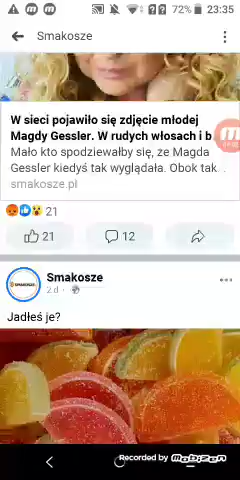 72% 23:35
Smakosze
W sieci pojawiło się zdjęcie młodej
Magdy Gessler. W rudych włosach i b
Mało kto spodziewałby się, że Magda
Gessler kiedyś tak wyglądała. Obok tak. .
smakosze.pl
21
21 12
Smakosze
2 d ·
Jadłeś je?
Recorded by Mobizen